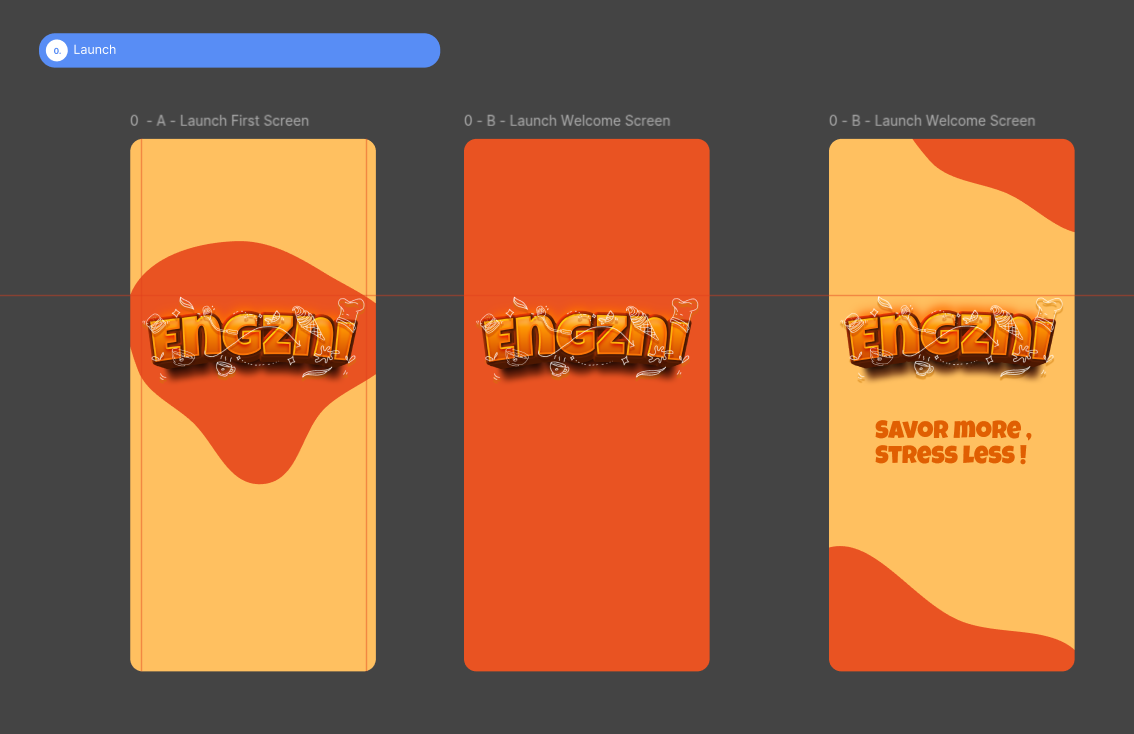 0. Launch
0 - A - Launch First Screen
0 - B - Launch Welcome Screen
0 - B - Launch Welcome Screen
ENGZNI
ENGZNI
ENGZNI
SAVOR more ,
STRess Less !